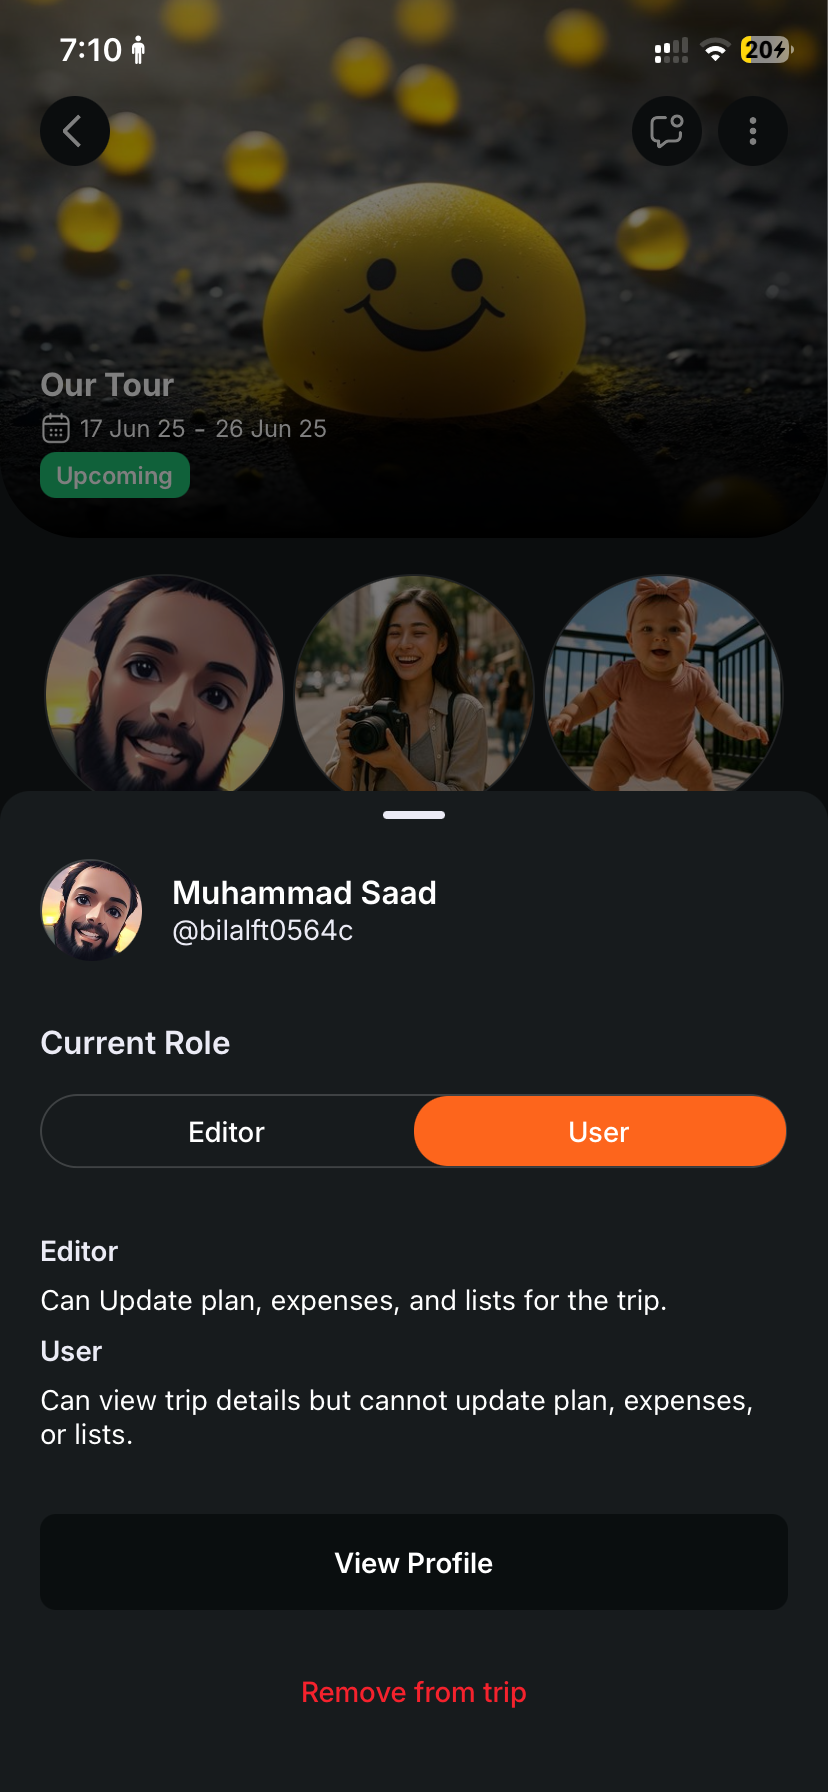 7:10
20
Our Tour
17 Jun 25 - 26 Jun 25
Upcoming
Muhammad Saad
@bilalft0564c
Current Role
Editor
User
Editor
Can Update plan, expenses, and lists for the trip.
User
Can view trip details but cannot update plan, expenses,
or lists.
View Profile
Remove from trip